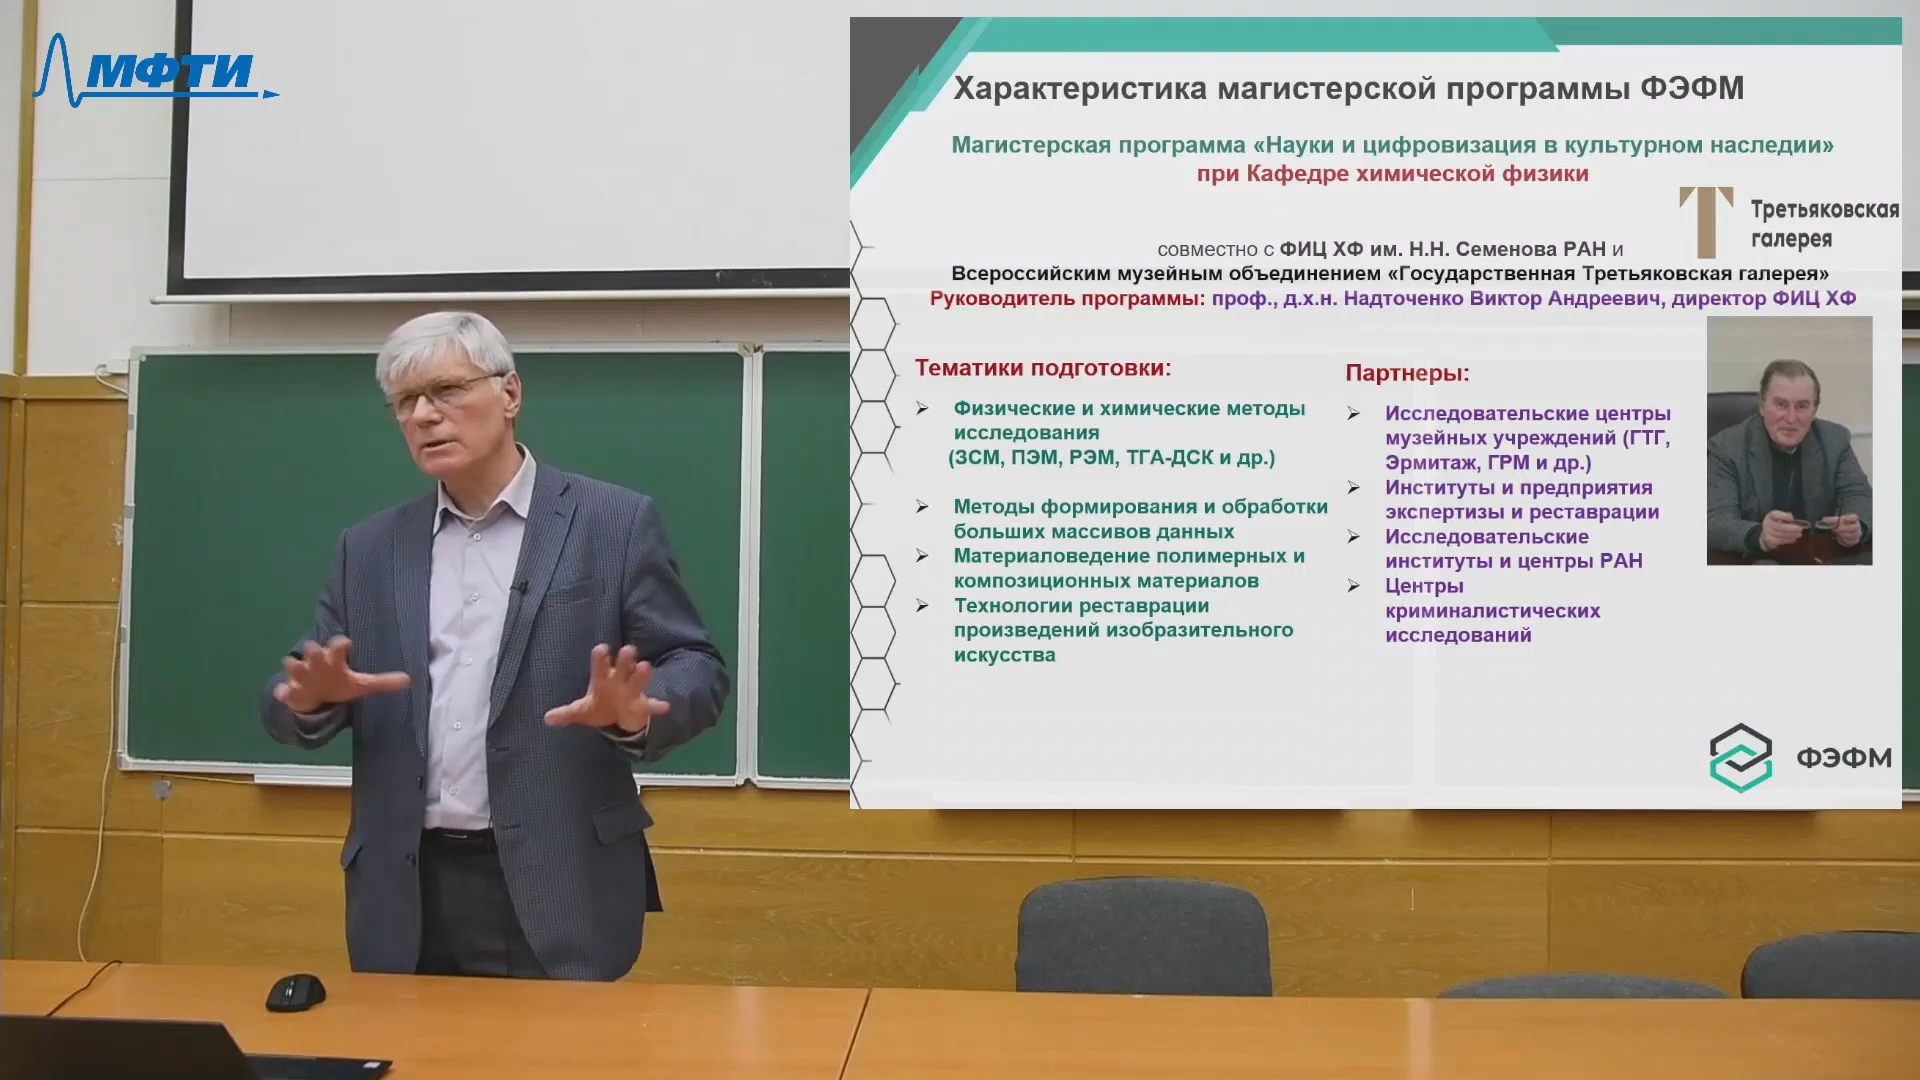 МФТИ
Характеристика магистерской программы ФЭФМ
Магистерская программа «Науки и цифровизация в культурном наследии»
при Кафедре химической физики
Третьяковская
галерея
совместно с ФИЦ ХФ им. Н.Н. Семенова РАН и
Всероссийским музейным объединением «Государственная Третьяковская галерея»
Руководитель программы: проф., д.х.н. Надточенко Виктор Андреевич, директор ФИЦ ХФ
Тематики подготовки:
Физические и химические методы
исследования
(ЗСМ, ПЭМ, РЭМ, ТГА-ДСК и др.)
Методы формирования и обработки
больших массивов данных
Материаловедение полимерных и
композиционных материалов
Технологии реставрации
произведений изобразительного
искусства
Партнеры:
Исследовательские центры
музейных учреждений (ГТГ,
Эрмитаж, ГРМ и др.)
Институты и предприятия
экспертизы и реставрации
Исследовательские
институты и центры РАН
Центры
криминалистических
исследований
ФЭФМ